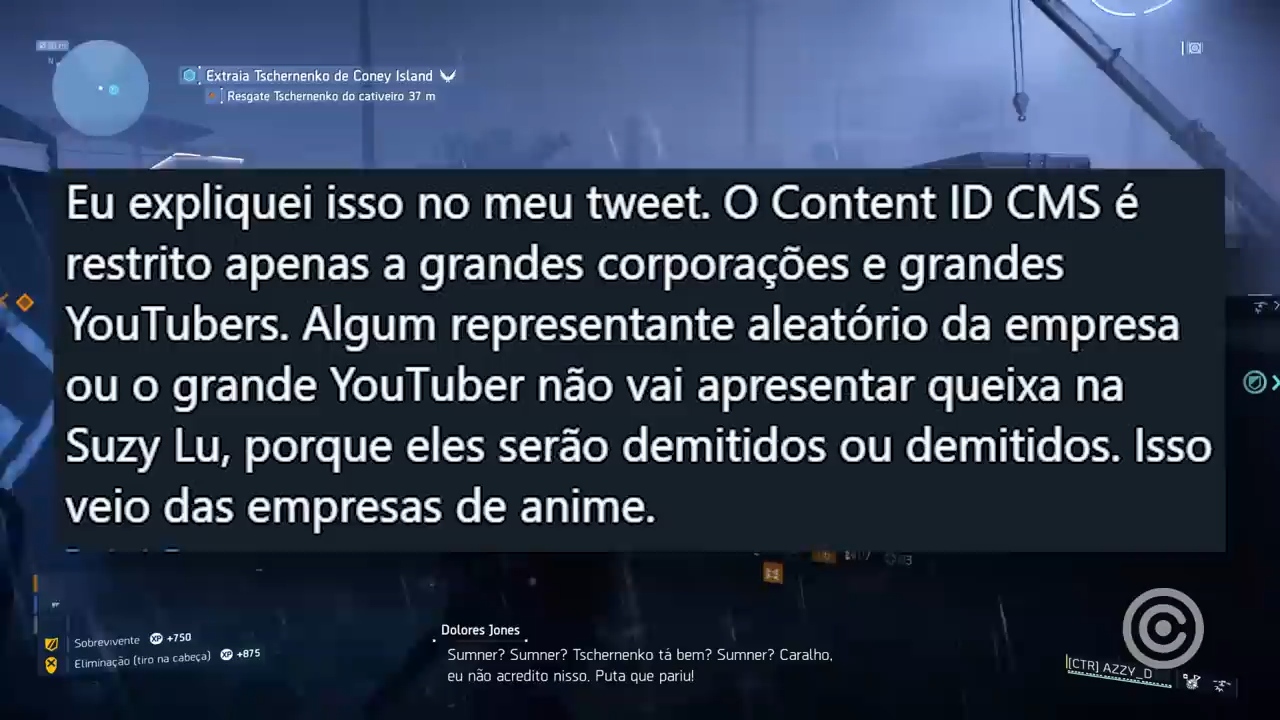 N
Extraia Tschernenko de Coney Island
Resgate Tschernenko do cativeiro 37 m
Eu expliquei isso no meu tweet. O Content ID CMS é
restrito apenas a grandes corporações e grandes
YouTubers. Algum representante aleatório da empresa
ou o grande YouTuber não vai apresentar queixa na
Suzy Lu, porque eles serão demitidos ou demitidos. Isso
veio das empresas de anime.
Sobrevivente XP +750
Eliminação (tiro na cabeça) XP +875
Dolores Jones
Sumner? Sumner? Tschernenko tá bem? Sumner? Caralho,
eu não acredito nisso. Puta que pariu!
[CTR] AZZY_D